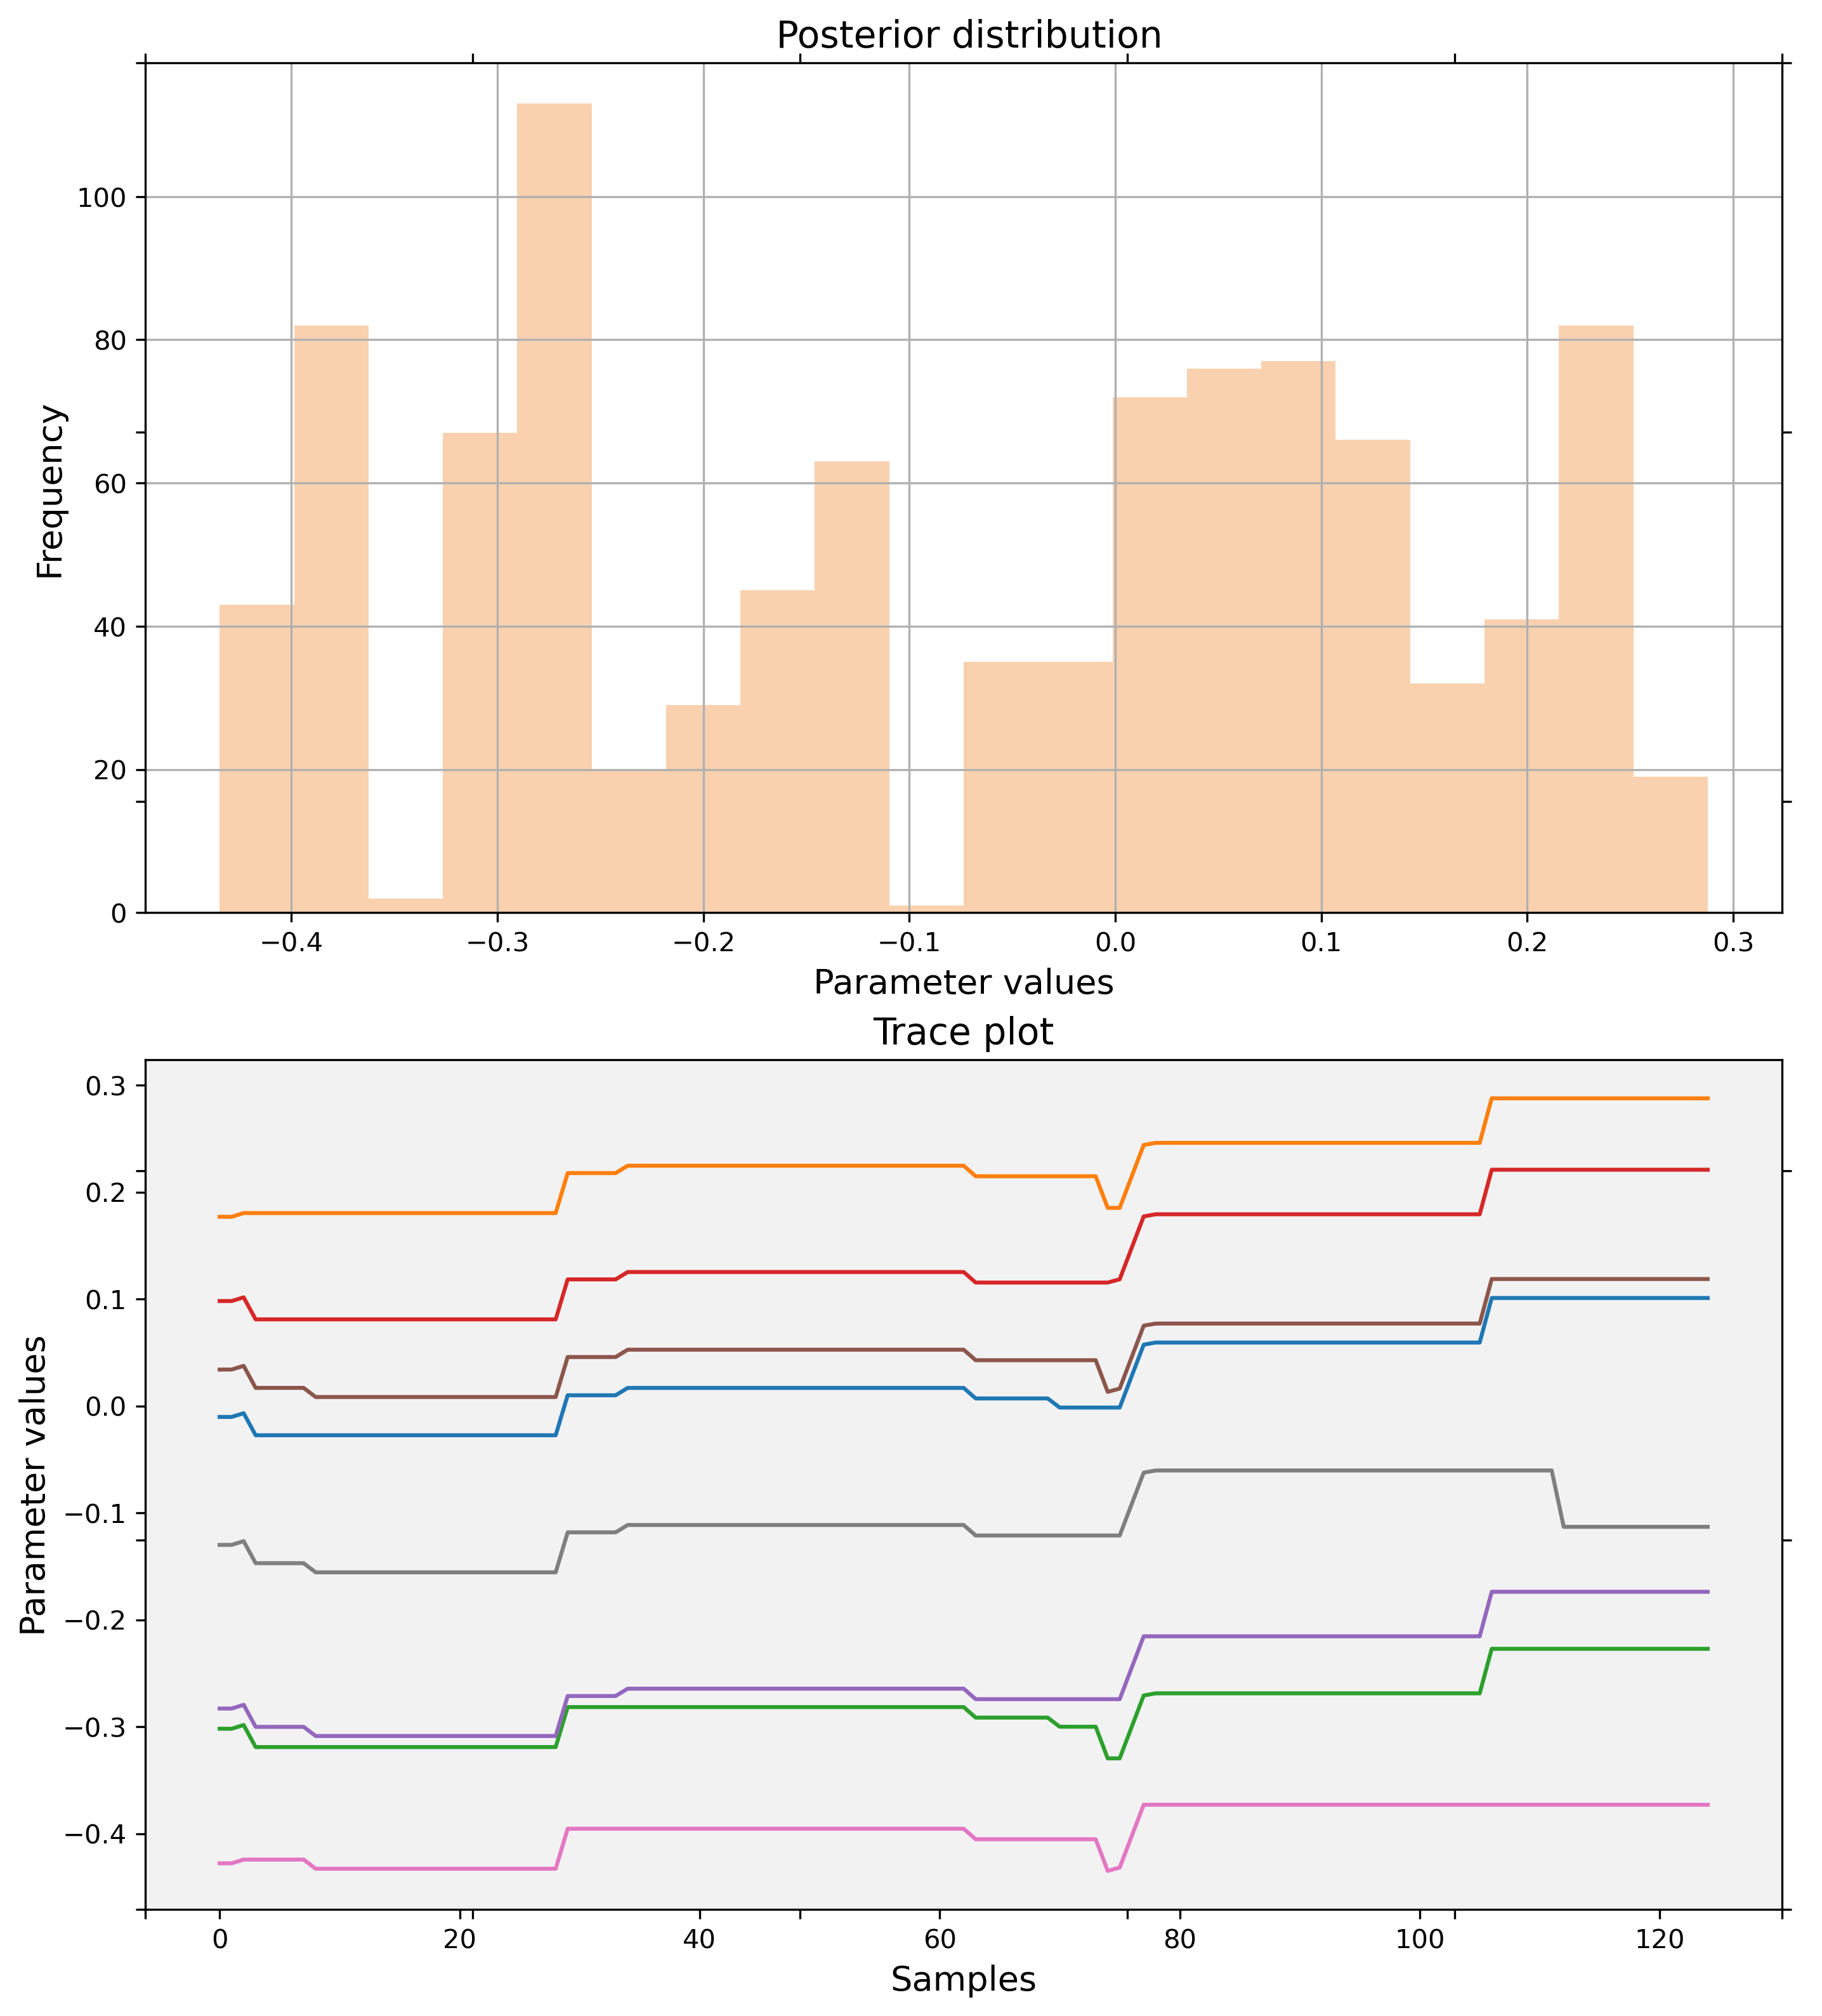 Posterior distribution
100
80
60
40
20
0
Frequency
−0.4 −0.3 −0.2 −0.1 0.0 0.1 0.2 0.3
Parameter values
Trace plot
0.3
0.2
0.1
0.0
−0.1
−0.2
−0.3
−0.4
Parameter values
0 20 40 60 80 100 120
Samples